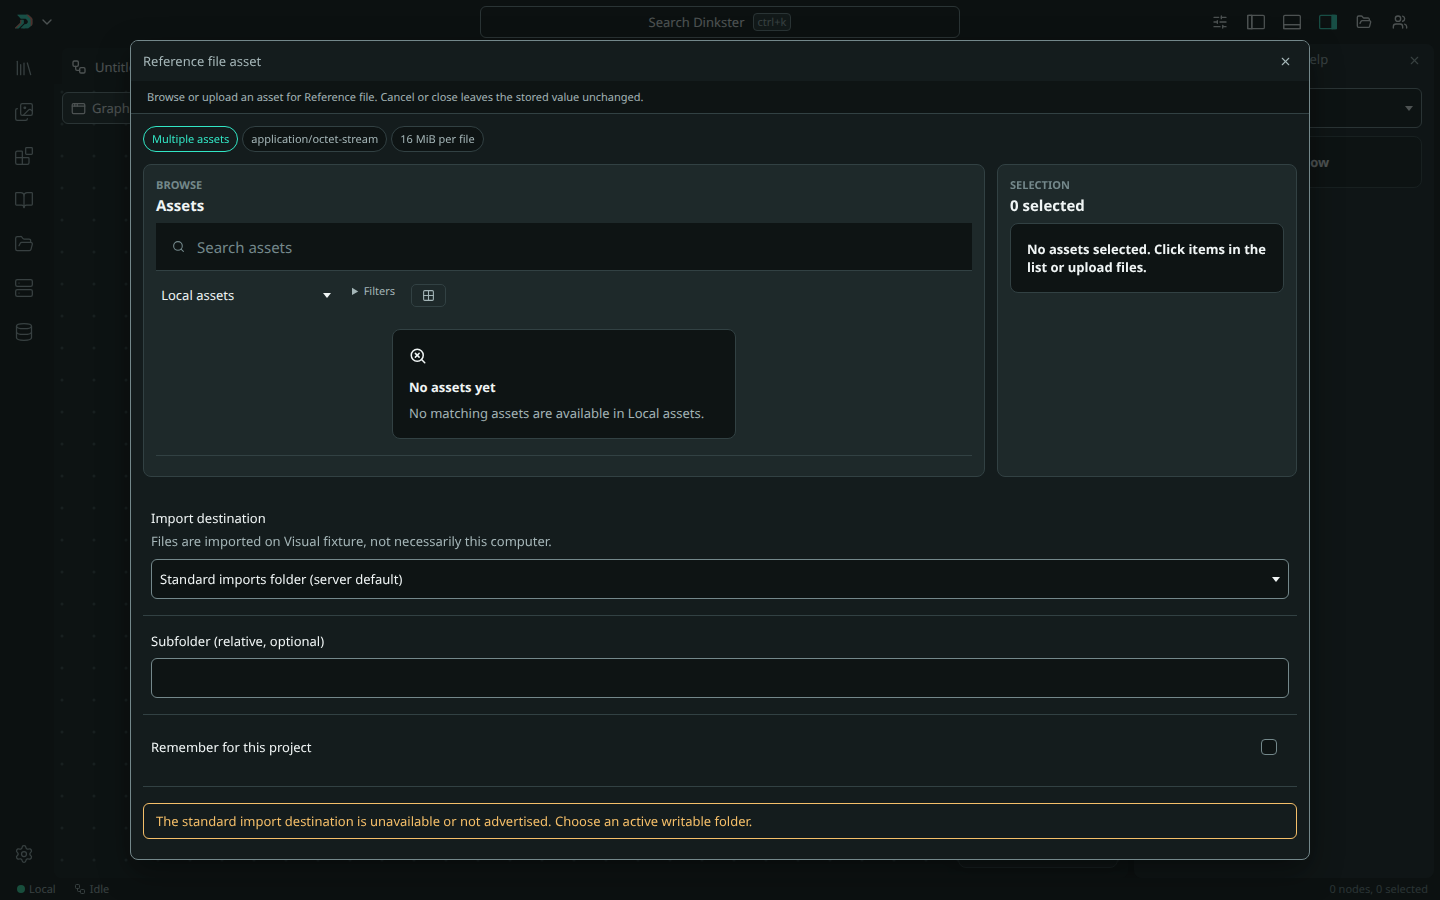 Search Dinkster ctrl+k
Reference file asset
Browse or upload an asset for Reference file. Cancel or close leaves the stored value unchanged.
Multiple assets
application/octet-stream
16 MiB per file
BROWSE
Assets
Search assets
Local assets
Filters
No assets yet
No matching assets are available in Local assets.
SELECTION
0 selected
No assets selected. Click items in the
list or upload files.
Import destination
Files are imported on Visual fixture, not necessarily this computer.
Standard imports folder (server default)
Subfolder (relative, optional)
Remember for this project
The standard import destination is unavailable or not advertised. Choose an active writable folder.
Local
Idle
0 nodes, 0 selected